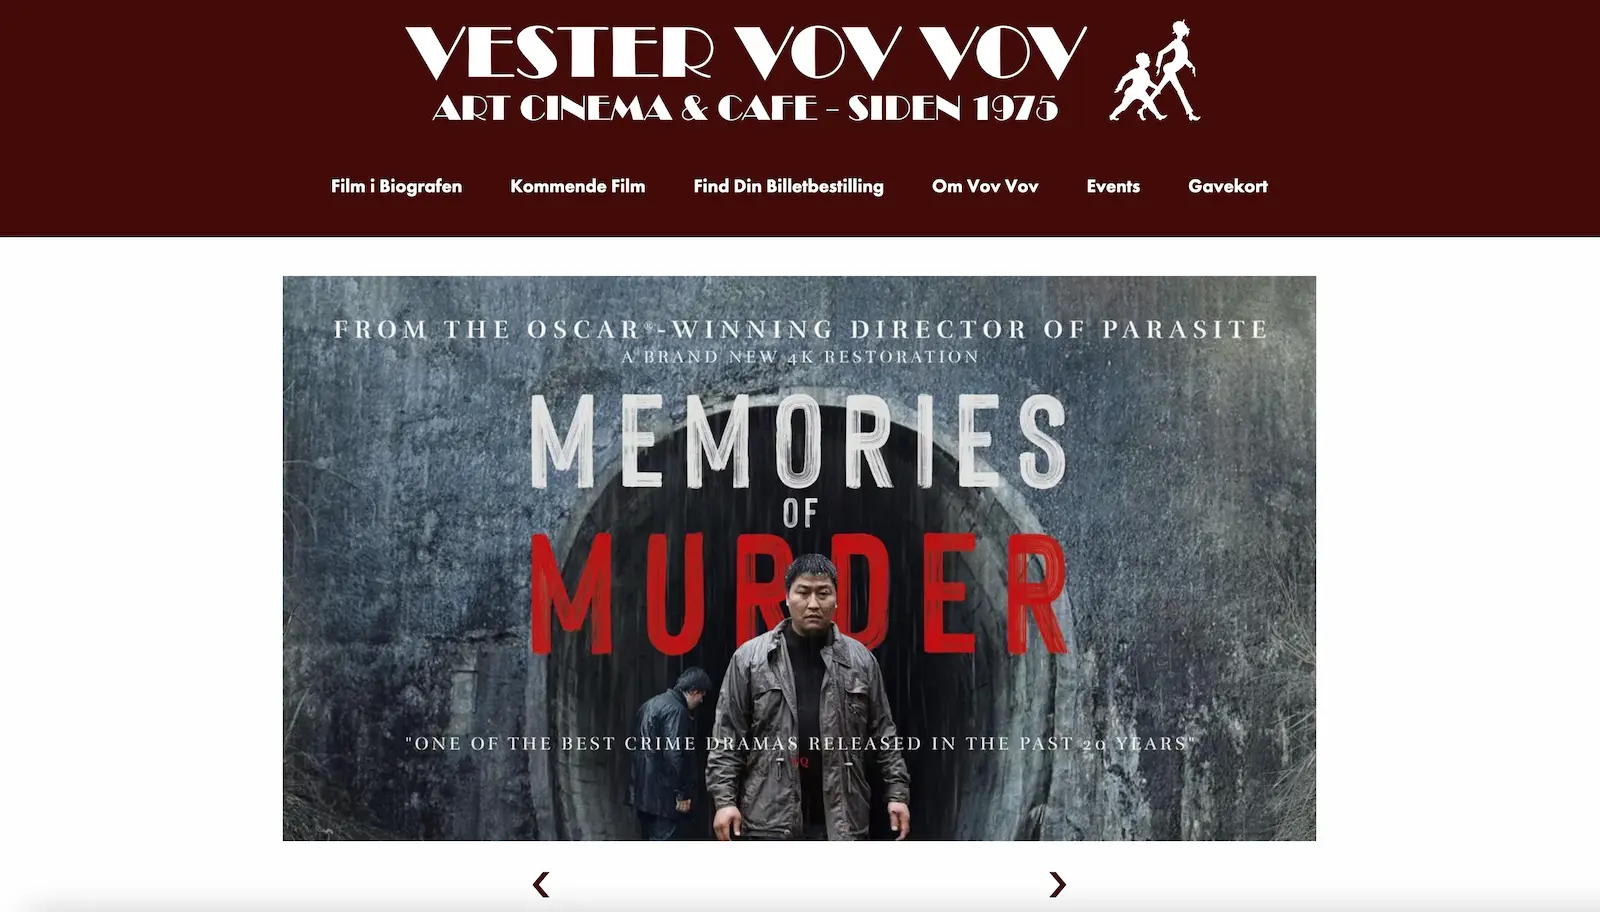 VESTER VOV VOV
ART CINEMA & CAFE - SIDEN 1975
Film i Biografen
Kommende Film
Find Din Billetbestilling
Om Vov Vov
Events
Gavekort
FROM THE OSCAR®-WINNING DIRECTOR OF PARASITE
A BRAND NEW 4K RESTORATION
MEMORIES
OF
MURDER
"ONE OF THE BEST CRIME DRAMAS RELEASED IN THE PAST 20 YEARS"